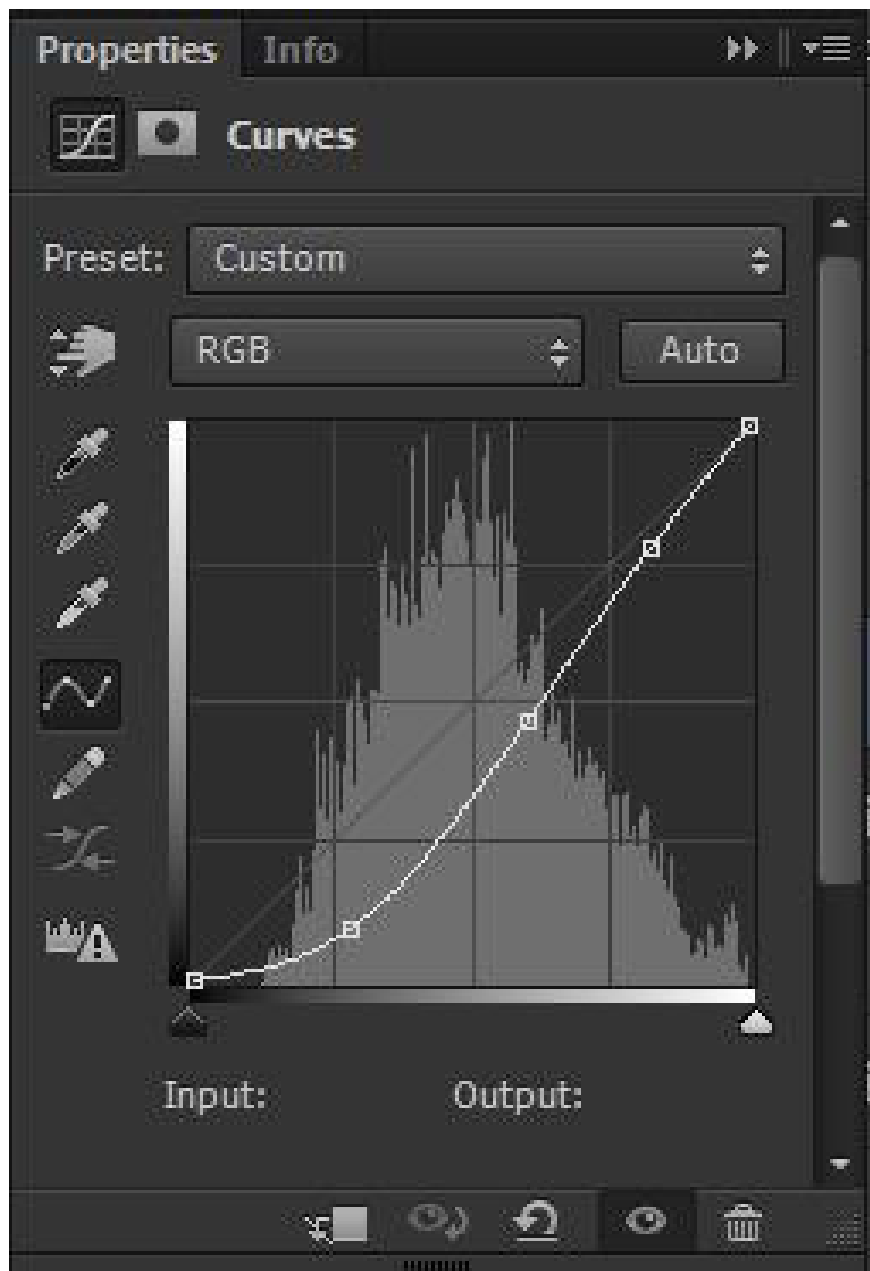 Properties Info
Curves
Preset: Custom
RGB Auto
Input: Output: